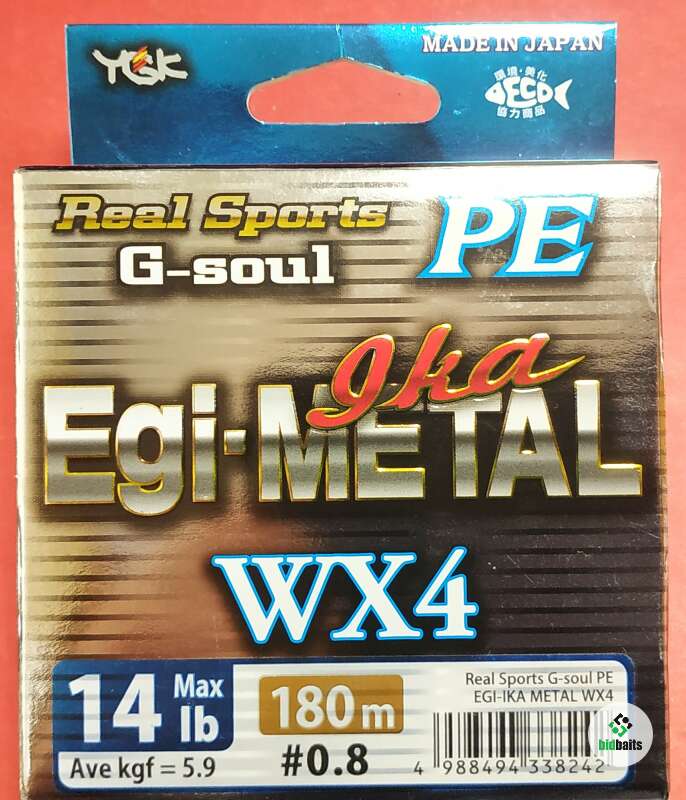 YGK
MADE IN JAPAN
環境・美化
ECO
協力商品
Real Sports
G-soul
PE
Ika
Egi-METAL
WX4
14 Max lb
Ave kgf = 5.9
180m
#0.8
Real Sports G-soul PE
EGI-IKA METAL WX4
4 988494 338242
bidbaits